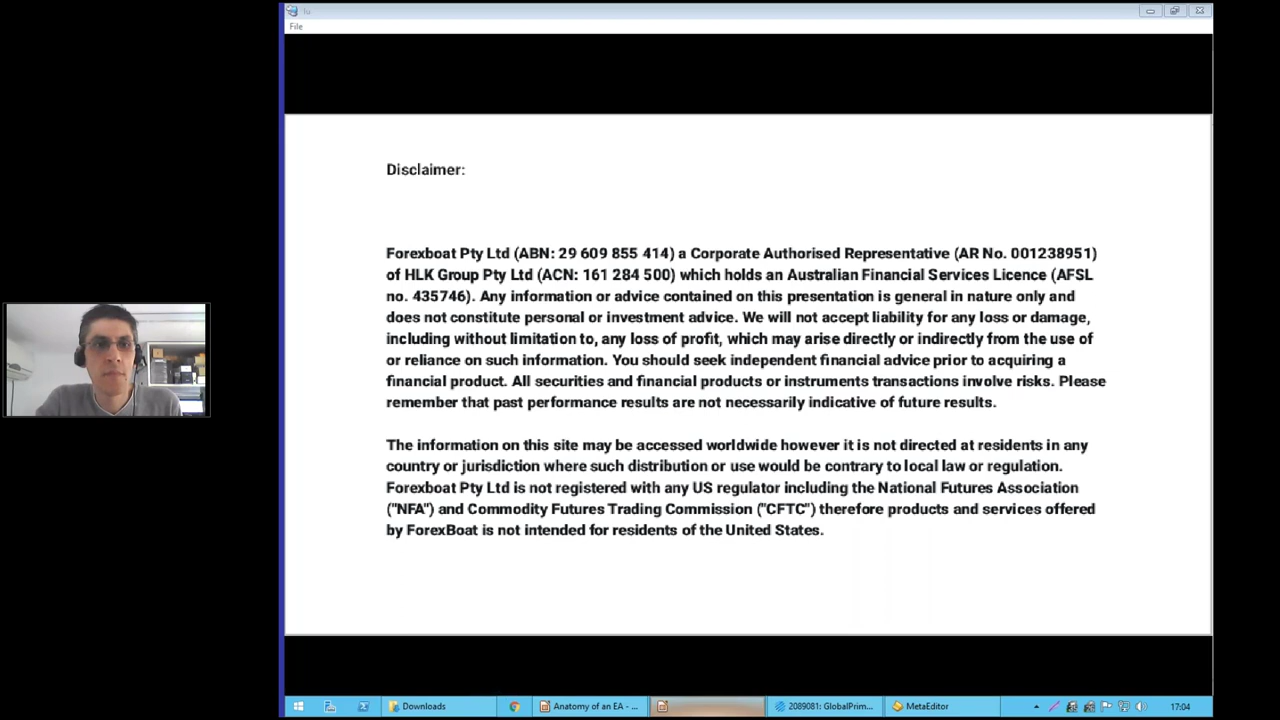 File
Disclaimer:
Forexboat Pty Ltd (ABN: 29 609 855 414) a Corporate Authorised Representative (AR No. 001238951)
of HLK Group Pty Ltd (ACN: 161 284 500) which holds an Australian Financial Services Licence (AFSL
no. 435746). Any information or advice contained on this presentation is general in nature only and
does not constitute personal or investment advice. We will not accept liability for any loss or damage,
including without limitation to, any loss of profit, which may arise directly or indirectly from the use of
or reliance on such information. You should seek independent financial advice prior to acquiring a
financial product. All securities and financial products or instruments transactions involve risks. Please
remember that past performance results are not necessarily indicative of future results.
The information on this site may be accessed worldwide however it is not directed at residents in any
country or jurisdiction where such distribution or use would be contrary to local law or regulation.
Forexboat Pty Ltd is not registered with any US regulator including the National Futures Association
("NFA") and Commodity Futures Trading Commission ("CFTC") therefore products and services offered
by ForexBoat is not intended for residents of the United States.
Downloads
Anatomy of an EA - ...
2089081: GlobalPrim...
MetaEditor
17:04